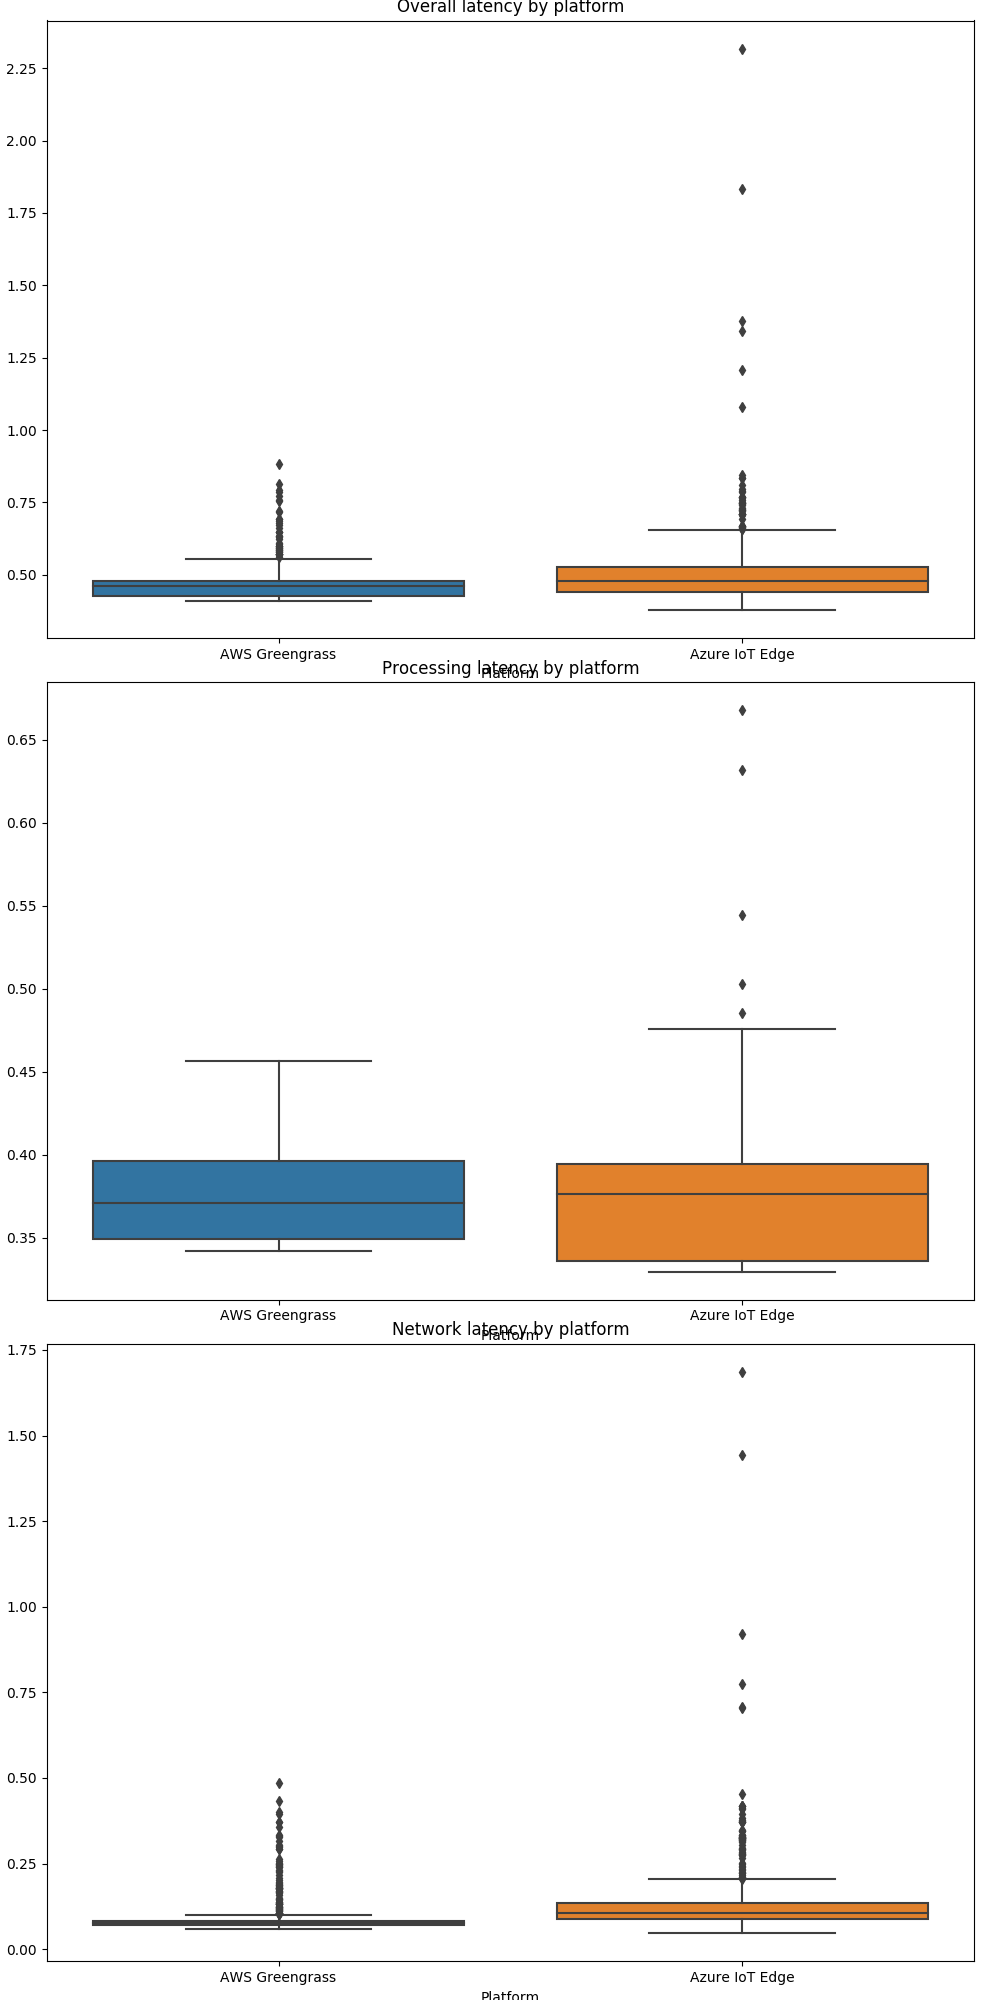 Overall latency by platform
2.25
2.00
1.75
1.50
1.25
1.00
0.75
0.50
AWS Greengrass Azure IoT Edge
Platform
Processing latency by platform
0.65
0.60
0.55
0.50
0.45
0.40
0.35
AWS Greengrass Azure IoT Edge
Platform
Network latency by platform
1.75
1.50
1.25
1.00
0.75
0.50
0.25
0.00
AWS Greengrass Azure IoT Edge
Platform